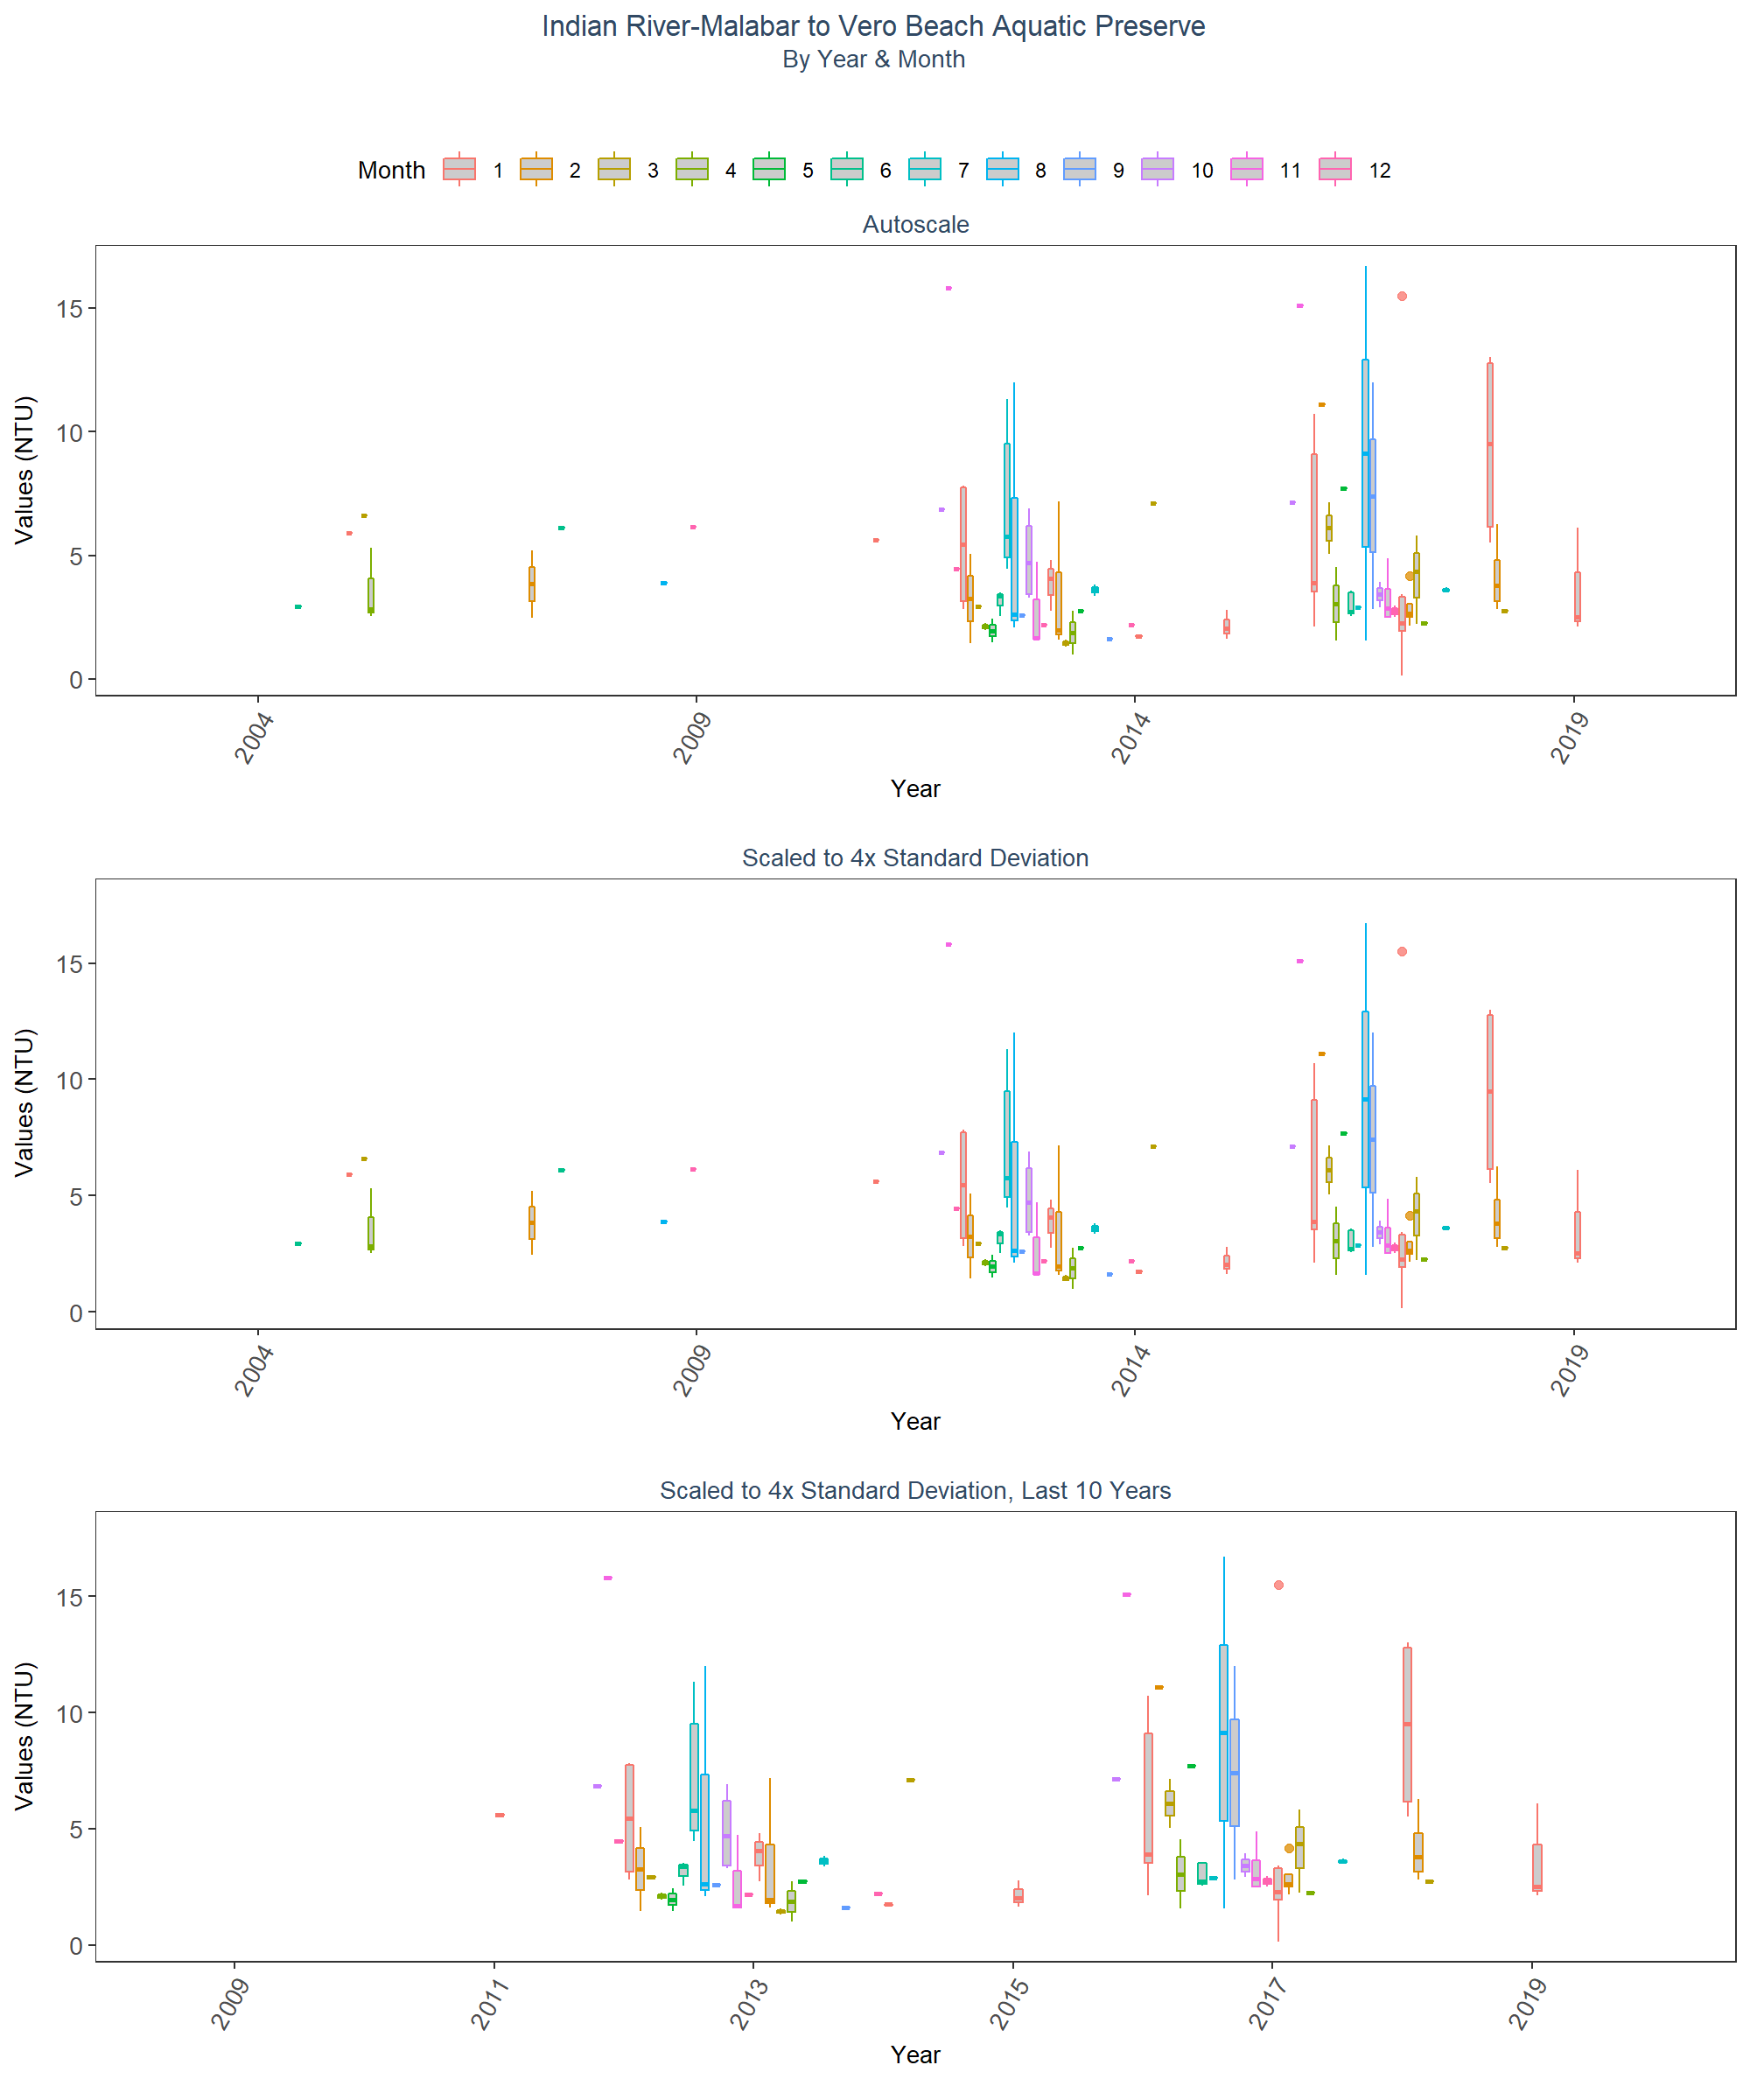 Indian River-Malabar to Vero Beach Aquatic Preserve
By Year & Month
Month 1 2 3 4 5 6 7 8 9 10 11 12
Autoscale
Values (NTU)
15
10
5
0
2004 2009 2014 2019
Year
Scaled to 4x Standard Deviation
Values (NTU)
15
10
5
0
2004 2009 2014 2019
Year
Scaled to 4x Standard Deviation, Last 10 Years
Values (NTU)
15
10
5
0
2009 2011 2013 2015 2017 2019
Year